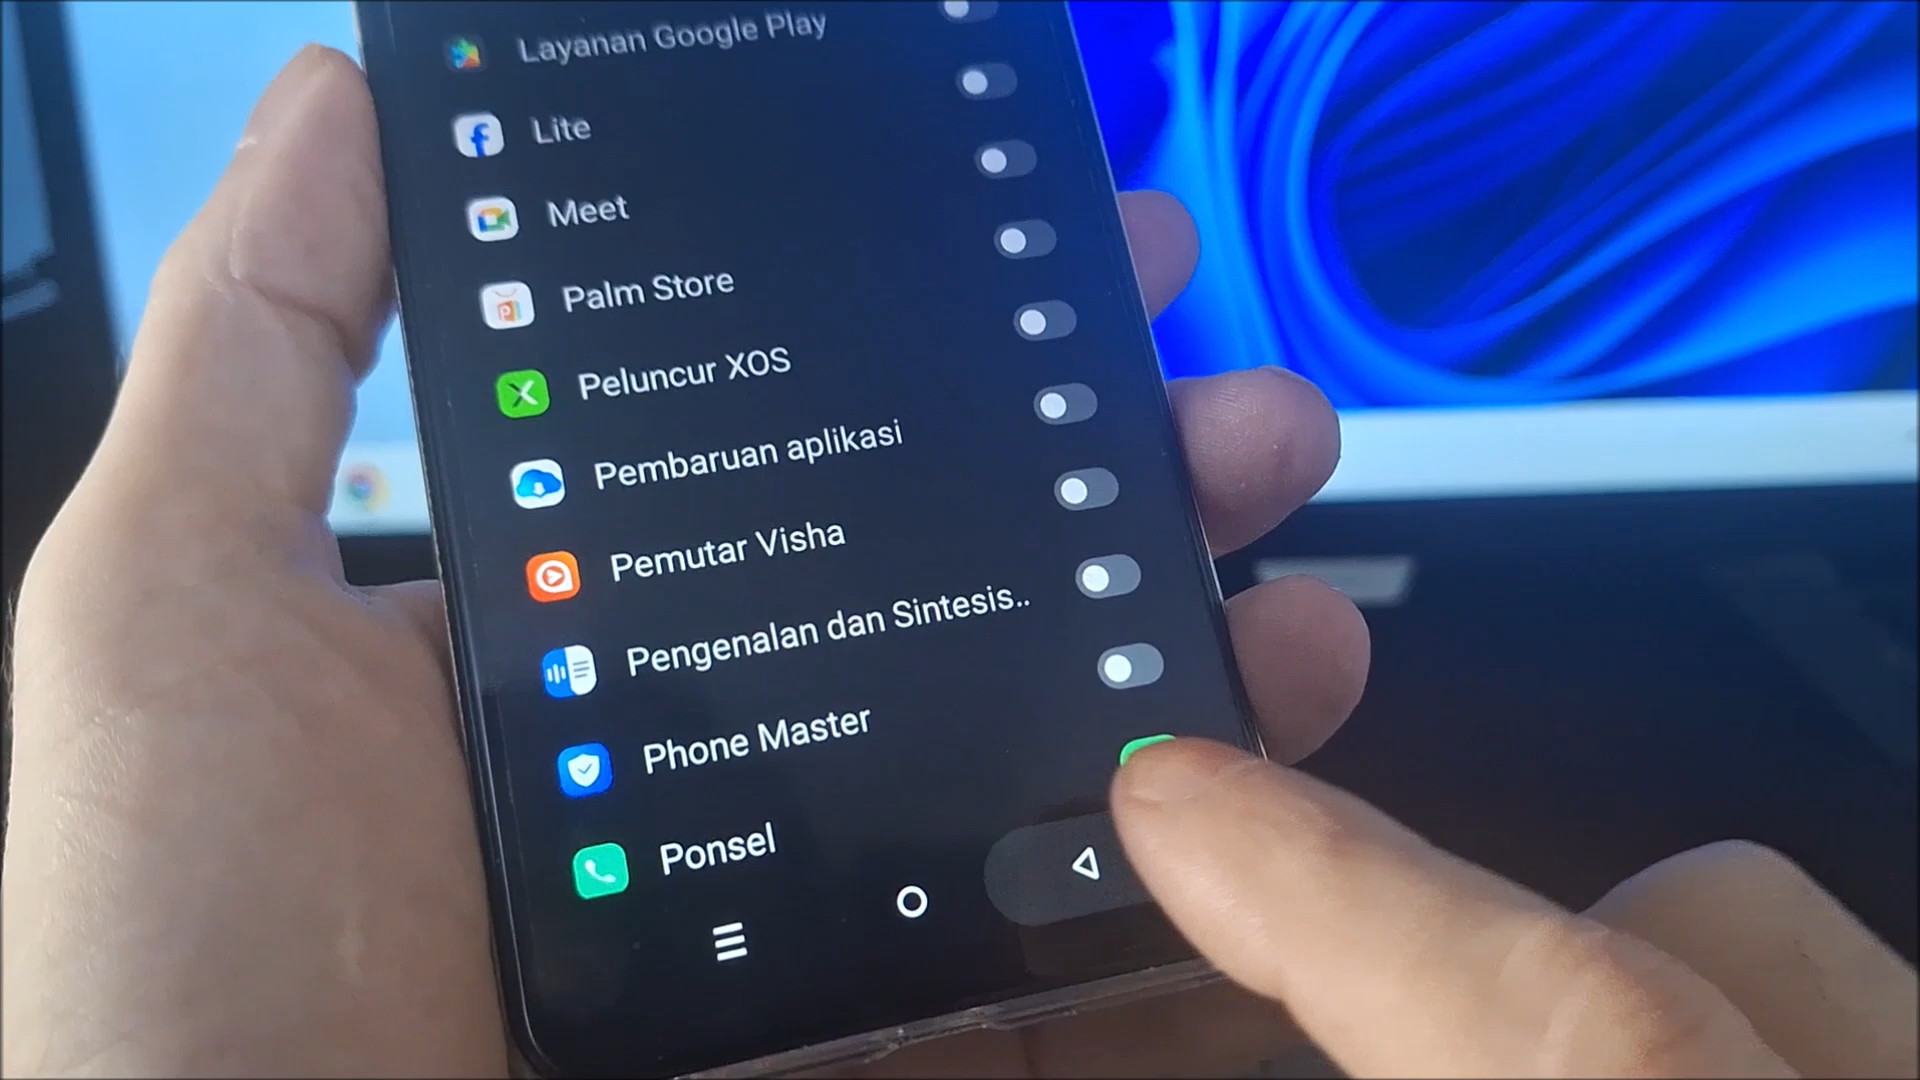 Layanan Google Play
Lite
Meet
Palm Store
Peluncur XOS
Pembaruan aplikasi
Pemutar Visha
Pengenalan dan Sintesis..
Phone Master
Ponsel